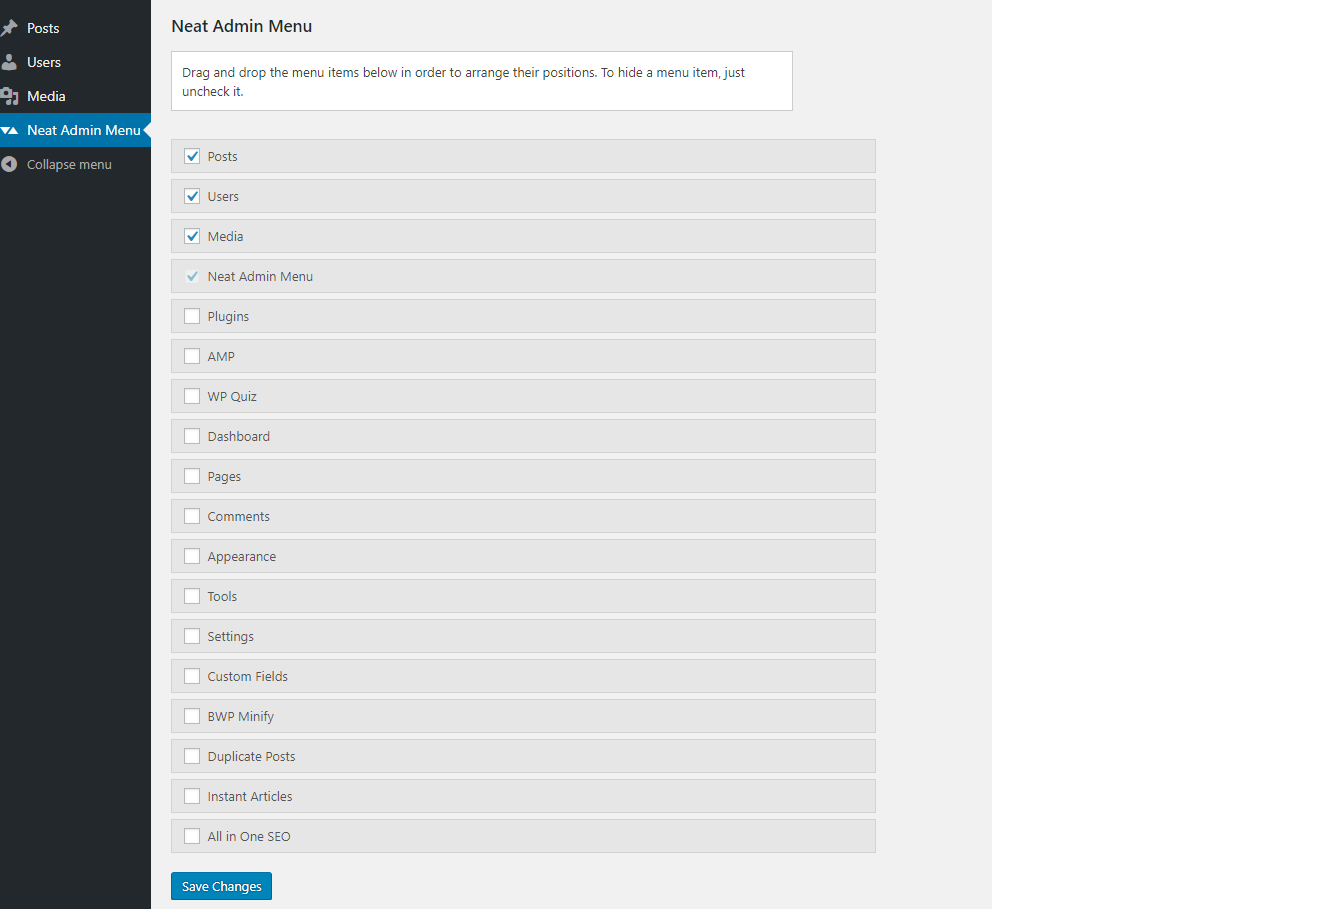 Posts
Users
Media
Neat Admin Menu
Collapse menu
Neat Admin Menu
Drag and drop the menu items below in order to arrange their positions. To hide a menu item, just
uncheck it.
Posts
Users
Media
Neat Admin Menu
Plugins
AMP
WP Quiz
Dashboard
Pages
Comments
Appearance
Tools
Settings
Custom Fields
BWP Minify
Duplicate Posts
Instant Articles
All in One SEO
Save Changes